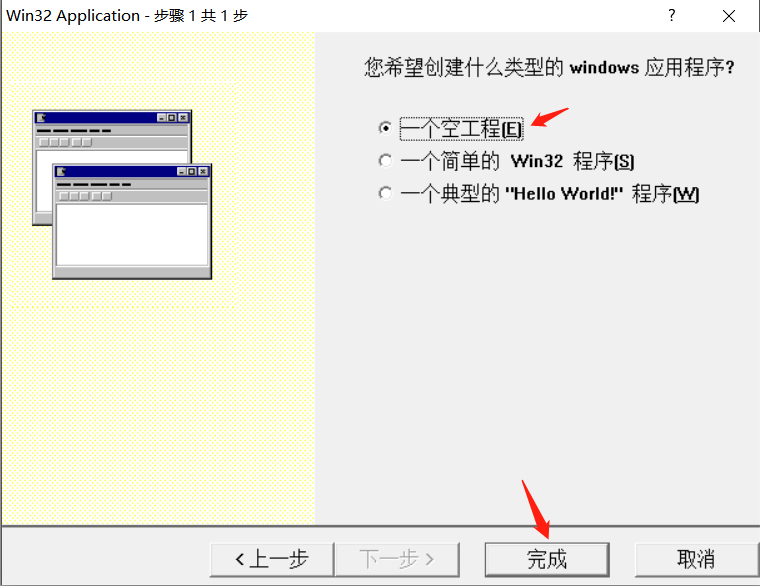 Win32 Application - 步骤 1 共 1 步
您希望创建什么类型的 windows 应用程序?
一个空工程(E)
一个简单的 Win32 程序(S)
一个典型的 "Hello World!" 程序(W)
< 上一步
下一步 >
完成
取消